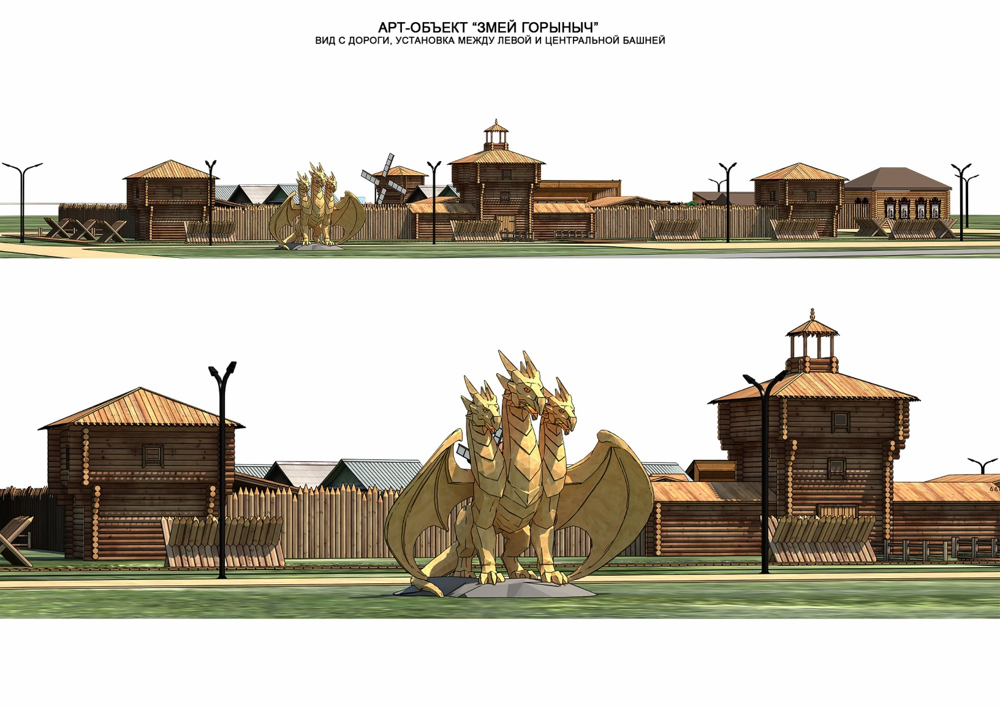 АРТ-ОБЪЕКТ “ЗМЕЙ ГОРЫНЫЧ”
ВИД С ДОРОГИ, УСТАНОВКА МЕЖДУ ЛЕВОЙ И ЦЕНТРАЛЬНОЙ БАШНЕЙ